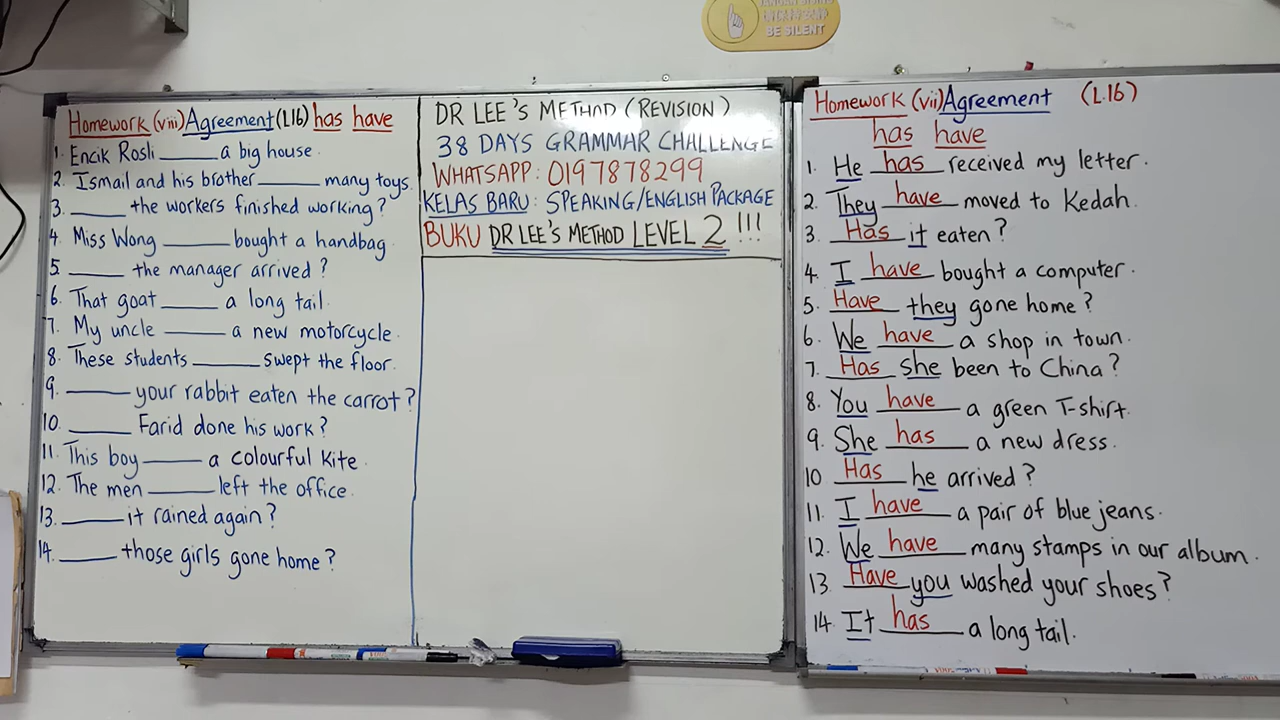 BE SILENT
Homework (viii) Agreement (L16) has have
1. Encik Rosli ______ a big house.
2. Ismail and his brother ______ many toys.
3. ______ the workers finished working?
4. Miss Wong ______ bought a handbag.
5. ______ the manager arrived?
6. That goat ______ a long tail.
7. My uncle ______ a new motorcycle.
8. These students ______ swept the floor.
9. ______ your rabbit eaten the carrot?
10. ______ Farid done his work?
11. This boy ______ a colourful kite.
12. The men ______ left the office.
13. ______ it rained again?
14. ______ those girls gone home?
DR LEE'S METHOD (REVISION)
38 DAYS GRAMMAR CHALLENGE
WHATSAPP: 0197878299
KELAS BARU: SPEAKING/ENGLISH PACKAGE
BUKU DR LEE'S METHOD LEVEL 2 !!!
Homework (vii) Agreement (L.16)
has have
1. He has received my letter.
2. They have moved to Kedah.
3. Has it eaten?
4. I have bought a computer.
5. Have they gone home?
6. We have a shop in town.
7. Has she been to China?
8. You have a green T-shirt.
9. She has a new dress.
10. Has he arrived?
11. I have a pair of blue jeans.
12. We have many stamps in our album.
13. Have you washed your shoes?
14. It has a long tail.